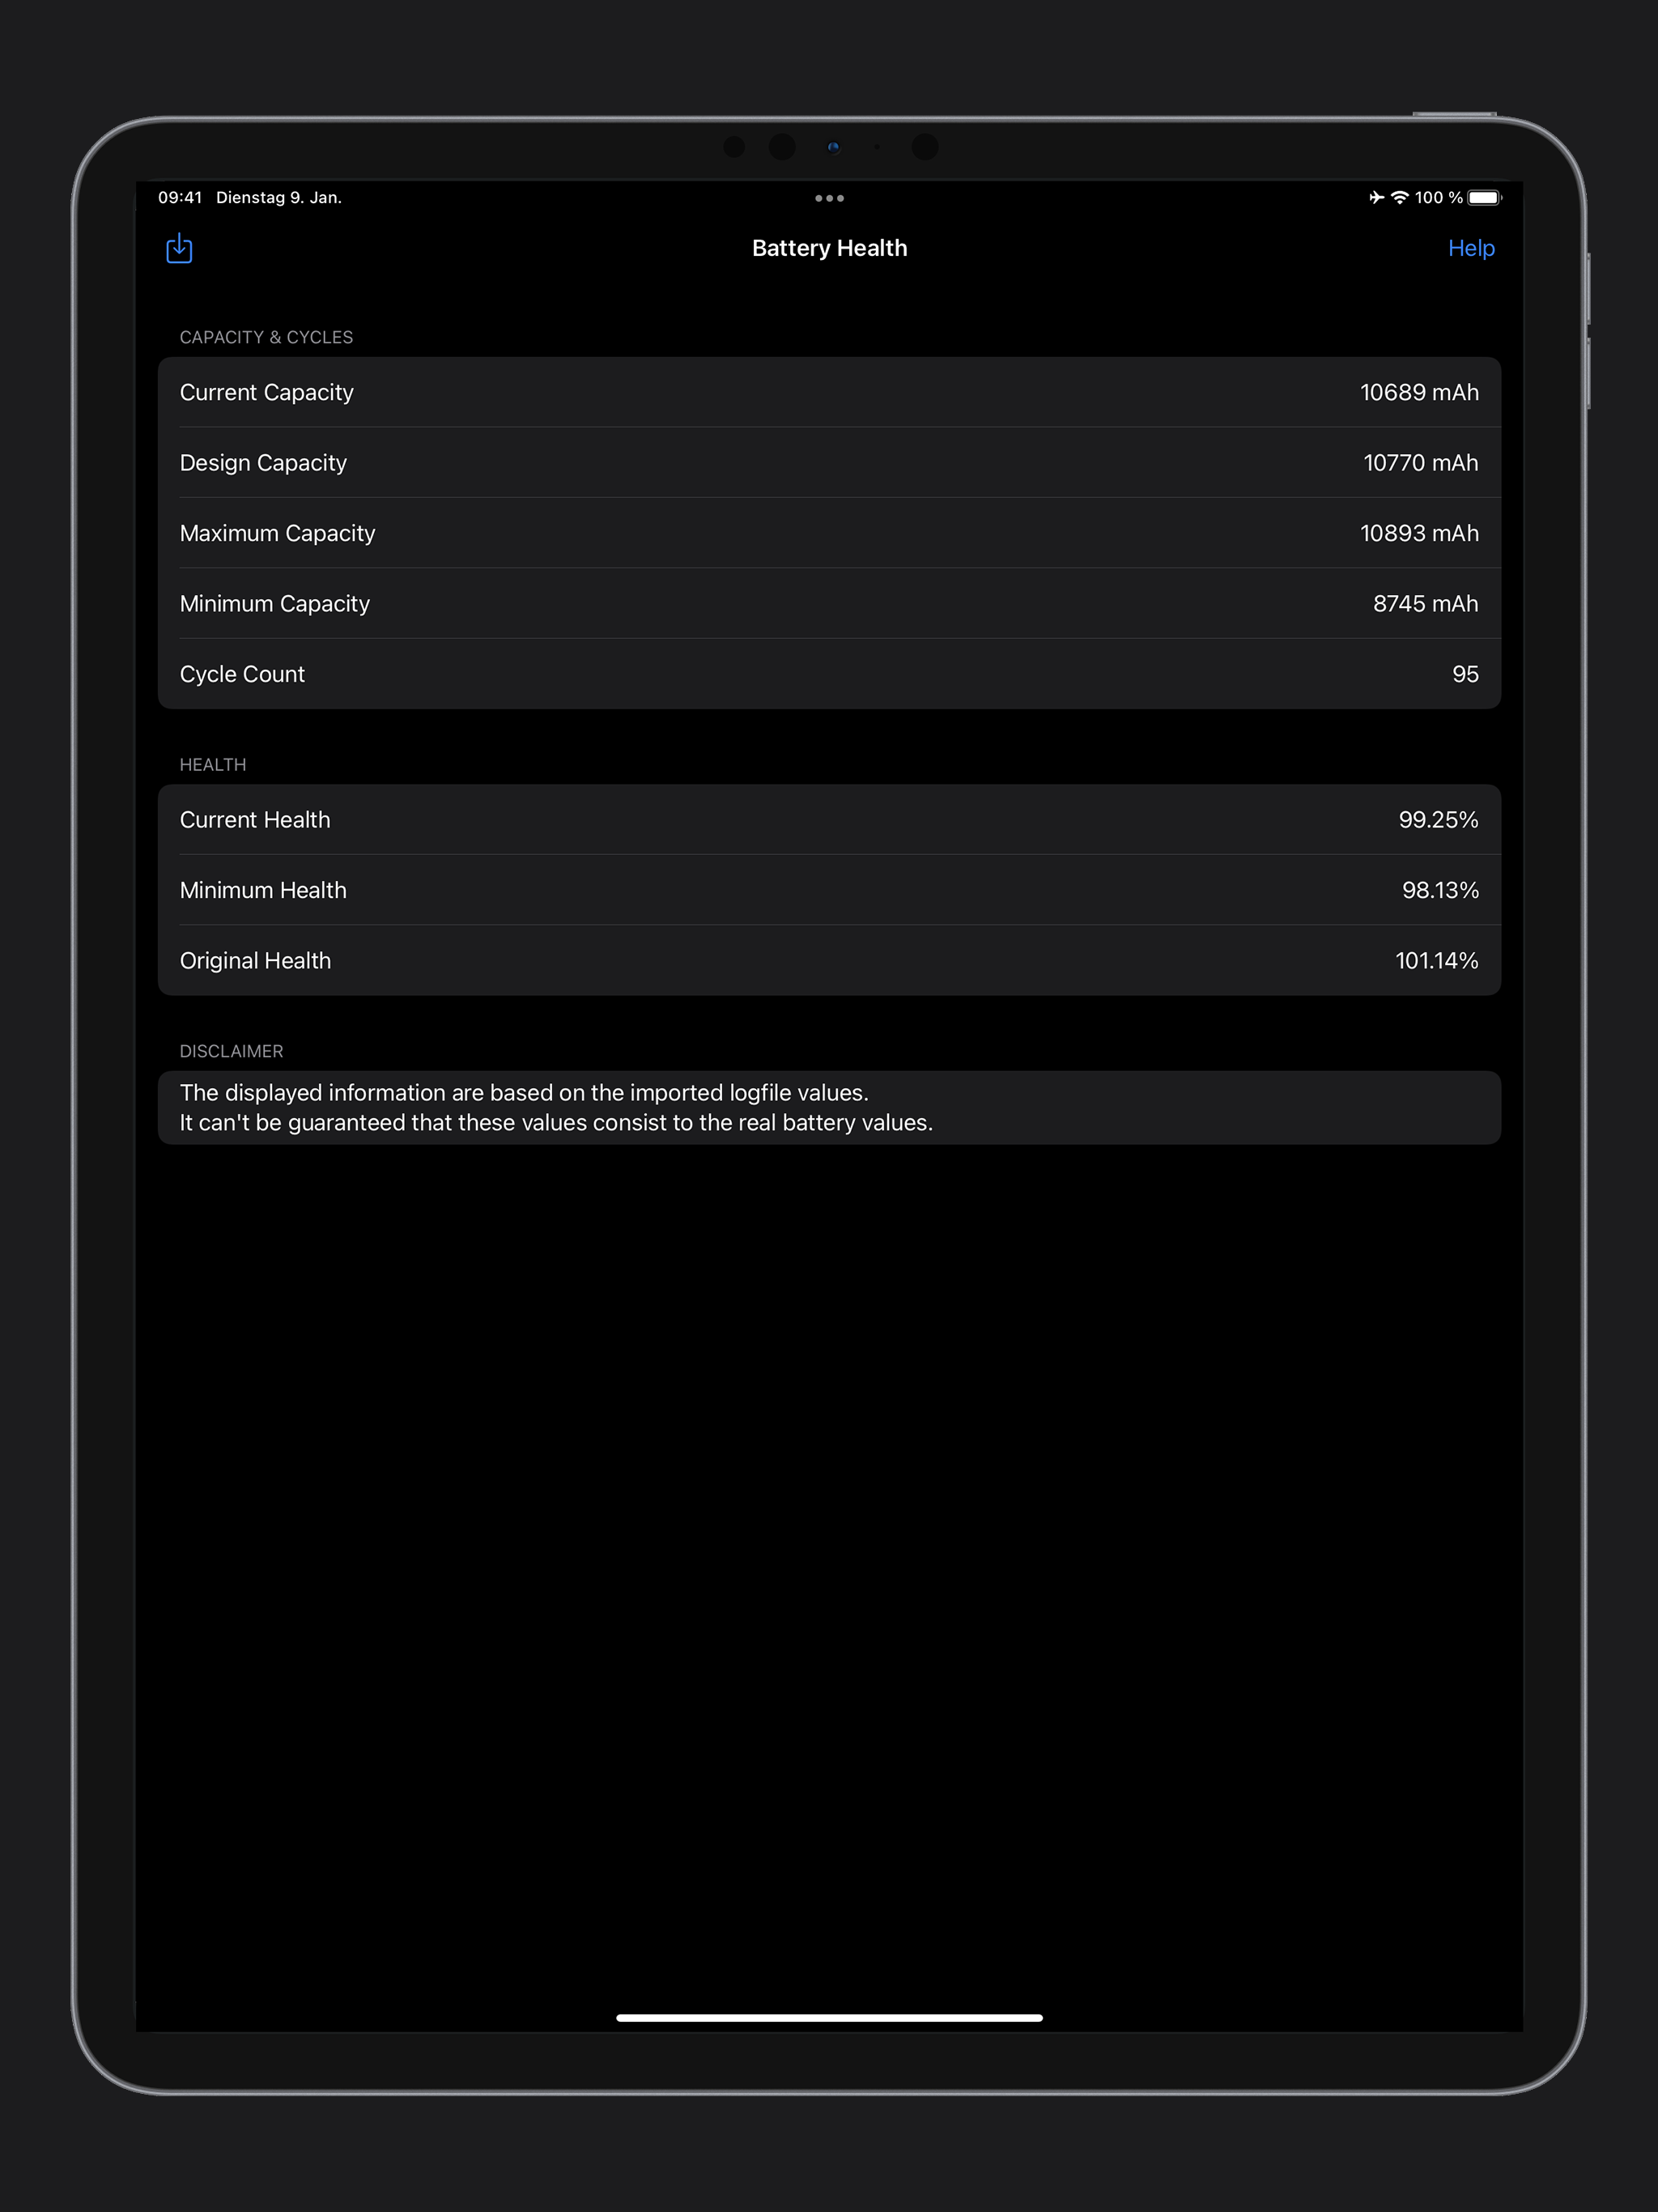 09:41 Dienstag 9. Jan.
100 %
Battery Health
Help
CAPACITY & CYCLES
Current Capacity 10689 mAh
Design Capacity 10770 mAh
Maximum Capacity 10893 mAh
Minimum Capacity 8745 mAh
Cycle Count 95
HEALTH
Current Health 99.25%
Minimum Health 98.13%
Original Health 101.14%
DISCLAIMER
The displayed information are based on the imported logfile values.
It can't be guaranteed that these values consist to the real battery values.